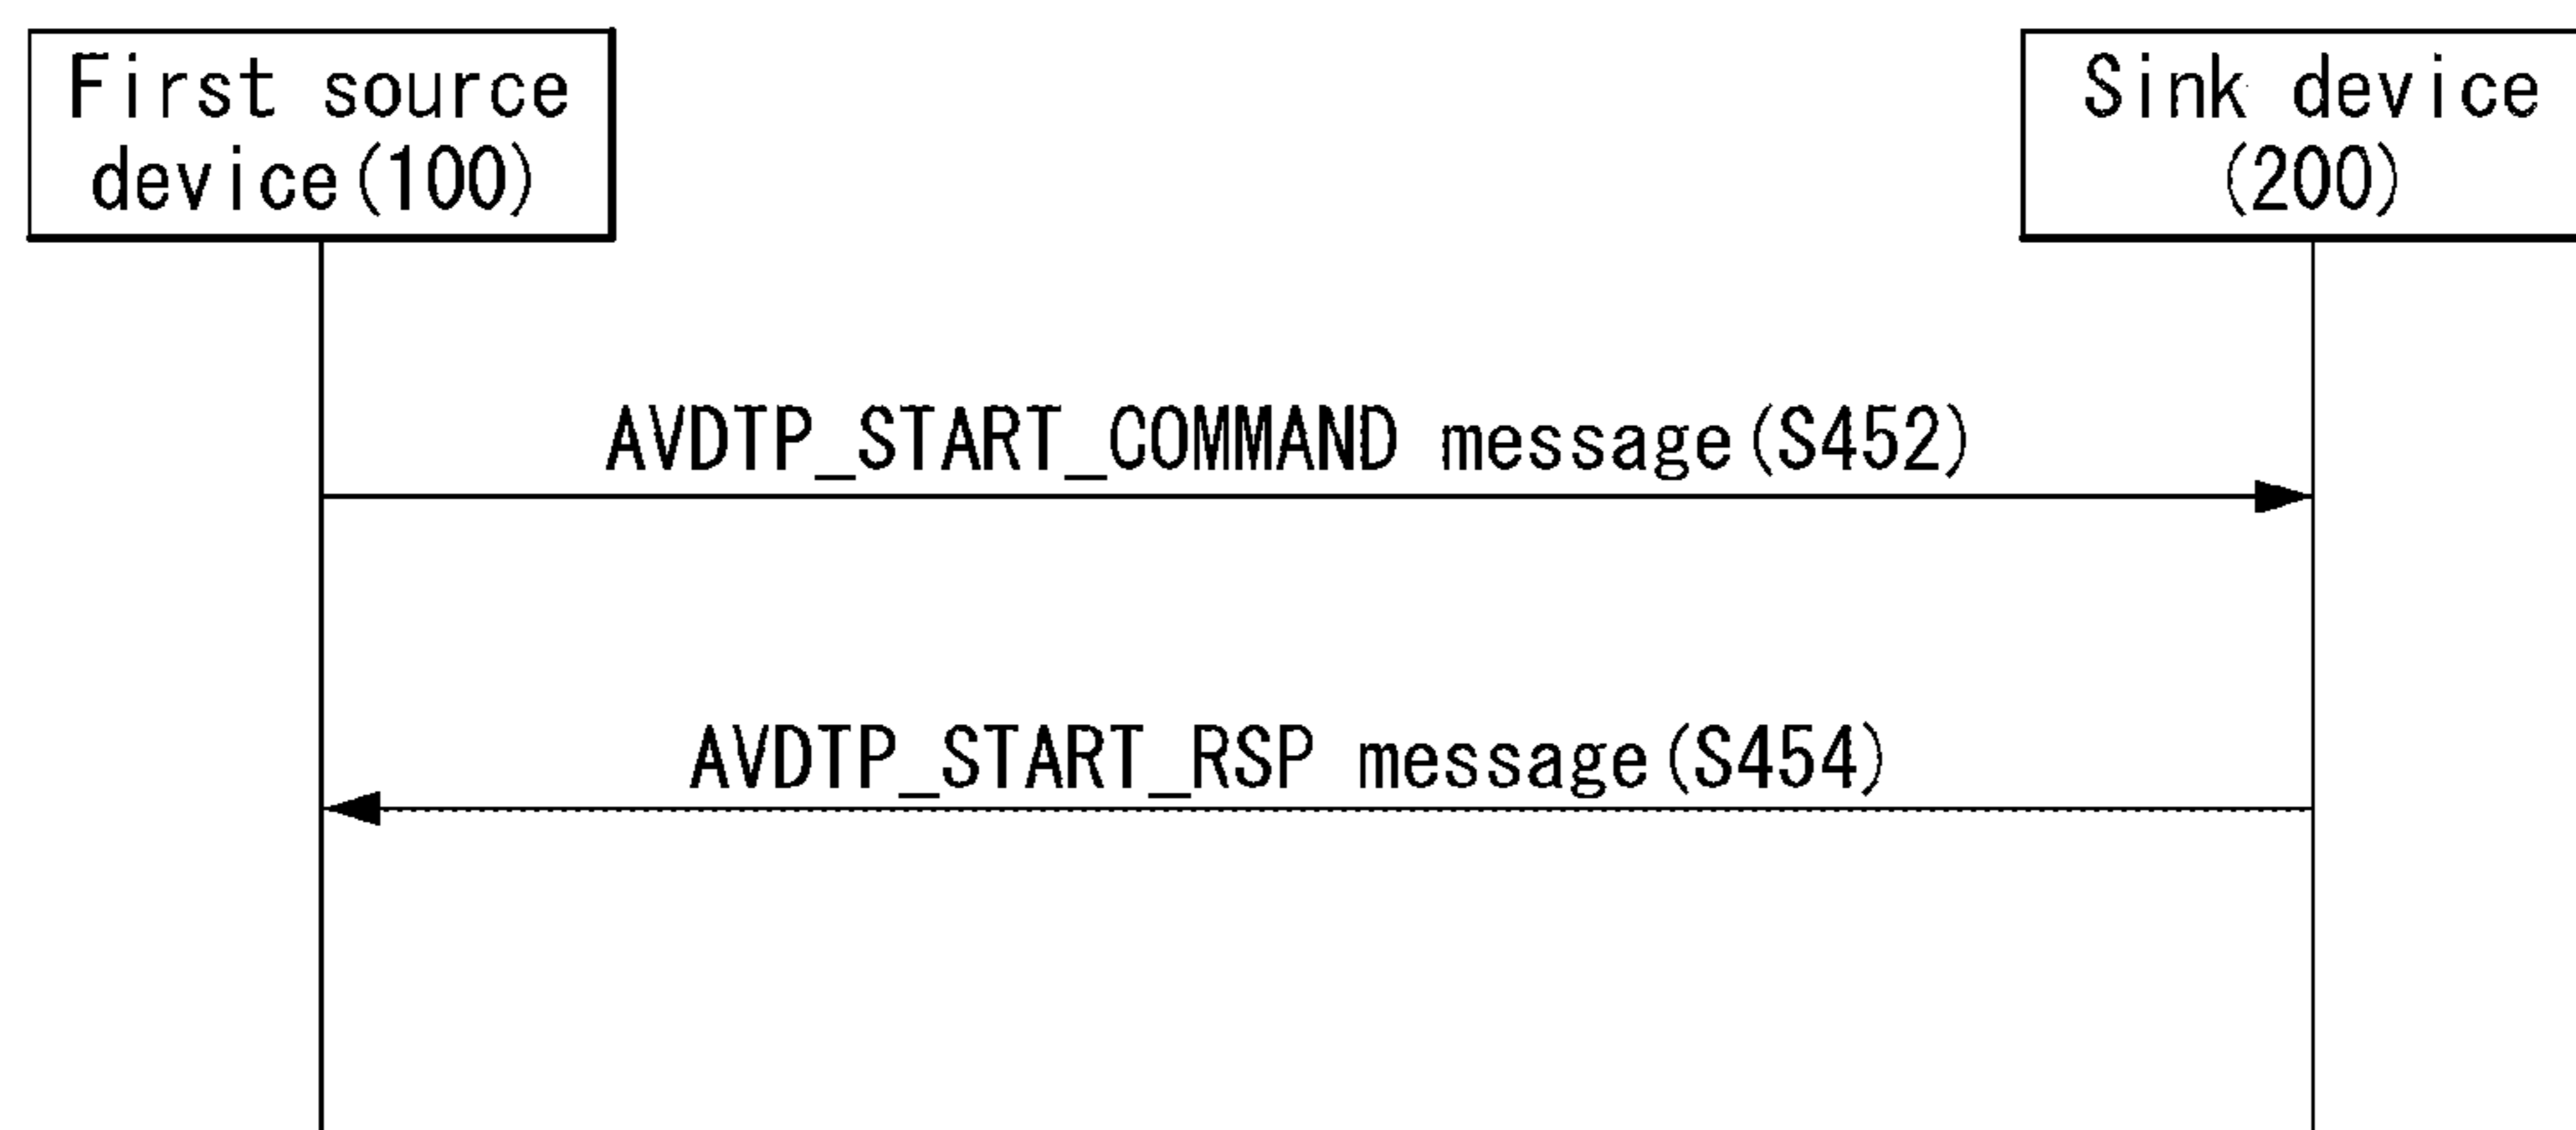 First source
device(100)
Sink device
(200)
AVDTP_START_COMMAND message(S452)
AVDTP_START_RSP message(S454)